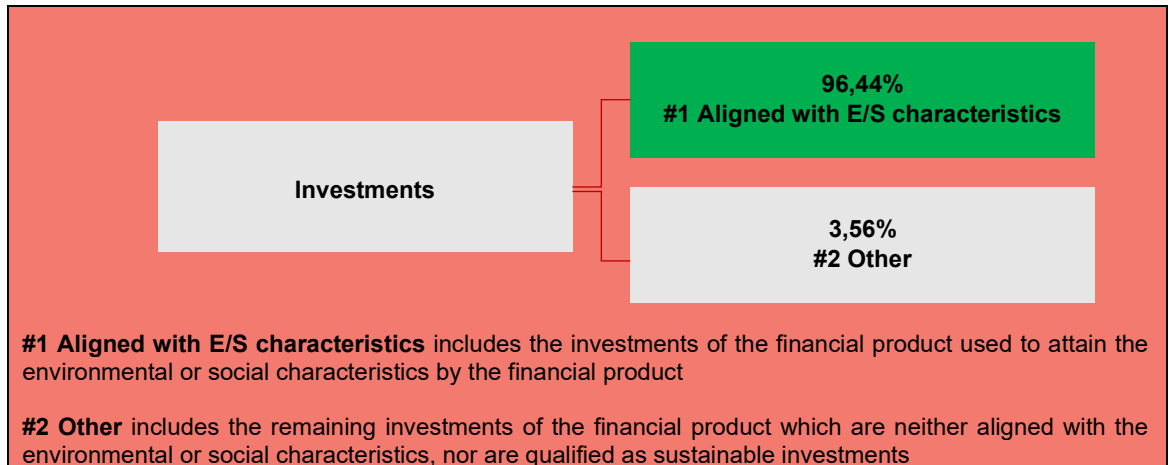 96,44%
#1 Aligned with E/S characteristics
Investments
3,56%
#2 Other
#1 Aligned with E/S characteristics includes the investments of the financial product used to attain the
environmental or social characteristics by the financial product
#2 Other includes the remaining investments of the financial product which are neither aligned with the
environmental or social characteristics, nor are qualified as sustainable investments